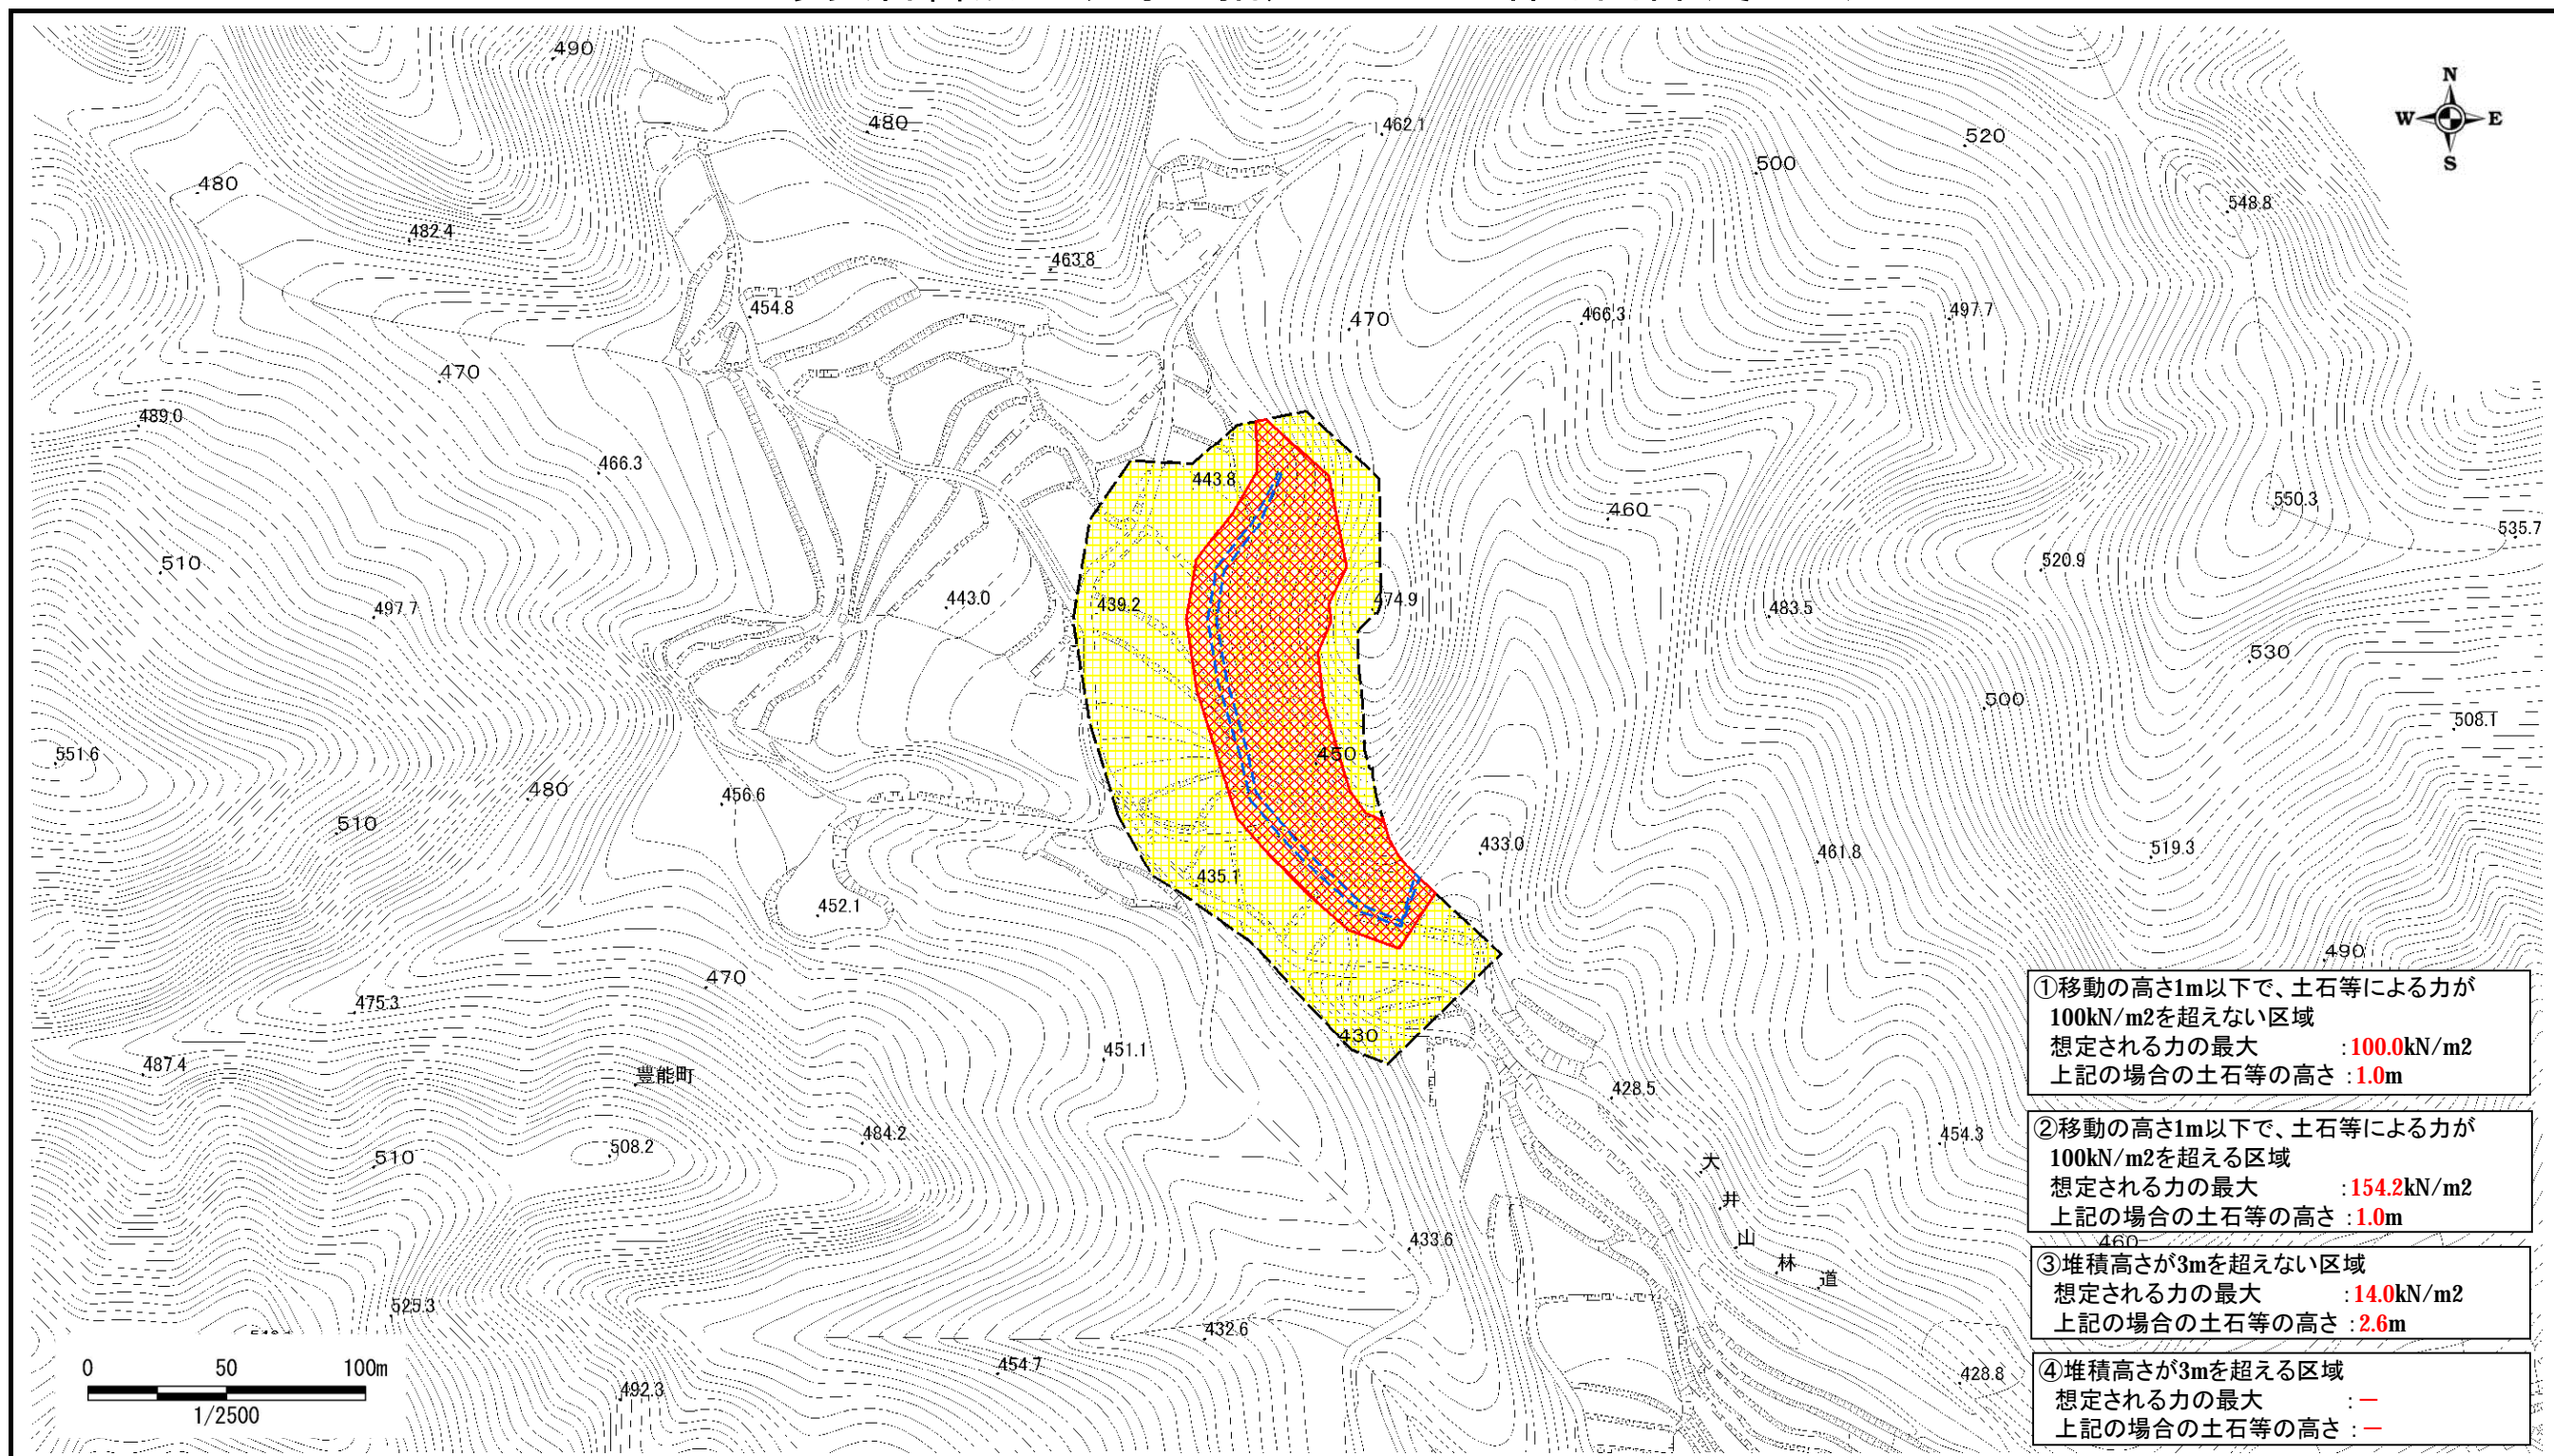 N
W E
S
490
480
462.1
520
500
480
548.8
482.4
463.8
454.8
470
466.3
497.7
470
489.0
466.3
443.8
550.3
460
535.7
510
520.9
497.7
443.0
439.2
474.9
483.5
530
500
508.1
551.6
450
480
456.6
510
433.0
461.8
519.3
435.1
452.1
490
470
475.3
430
451.1
487.4
豊能町
428.5
484.2
454.3
510
508.2
大井山林道
433.6
460
525.3
432.6
454.7
492.3
428.8
①移動の高さ1m以下で、土石等による力が
100kN/m2を超えない区域
想定される力の最大 :100.0kN/m2
上記の場合の土石等の高さ :1.0m
②移動の高さ1m以下で、土石等による力が
100kN/m2を超える区域
想定される力の最大 :154.2kN/m2
上記の場合の土石等の高さ :1.0m
③堆積高さが3mを超えない区域
想定される力の最大 :14.0kN/m2
上記の場合の土石等の高さ :2.6m
④堆積高さが3mを超える区域
想定される力の最大 :－
上記の場合の土石等の高さ :－
0 50 100m
1/2500